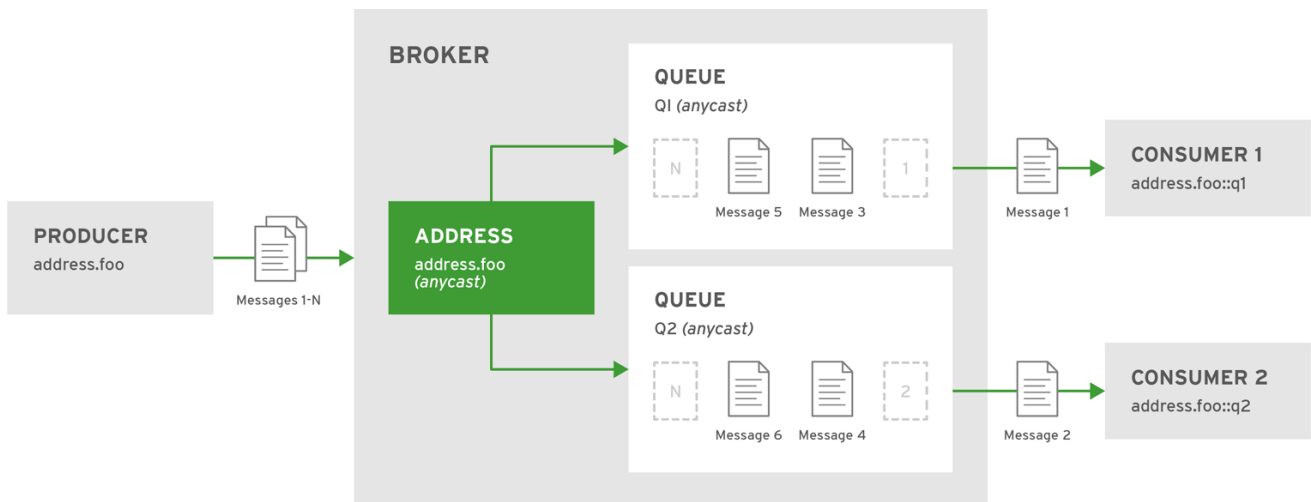 BROKER
PRODUCER
address.foo
Messages 1-N
ADDRESS
address.foo
(anycast)
QUEUE
Q1 (anycast)
N
1
Message 5
Message 3
QUEUE
Q2 (anycast)
N
2
Message 6
Message 4
Message 1
CONSUMER 1
address.foo::q1
Message 2
CONSUMER 2
address.foo::q2